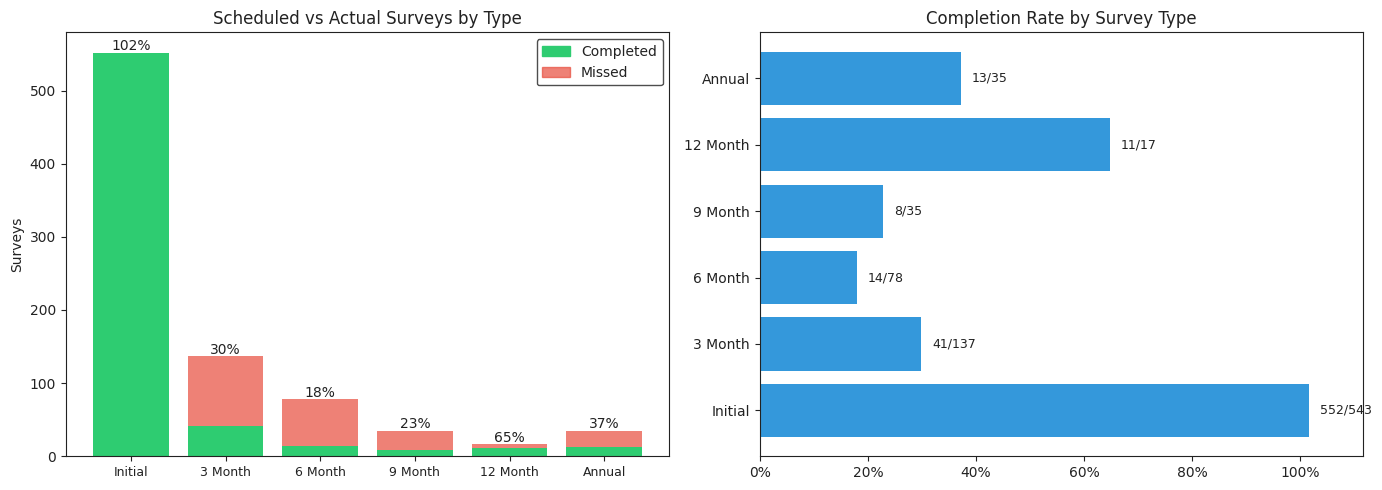 Scheduled vs Actual Surveys by Type
Surveys
500
400
300
200
100
0
102%
30%
18%
23%
65%
37%
Completed
Missed
Initial
3 Month
6 Month
9 Month
12 Month
Annual
Completion Rate by Survey Type
Annual
13/35
12 Month
11/17
9 Month
8/35
6 Month
14/78
3 Month
41/137
Initial
552/543
0%
20%
40%
60%
80%
100%